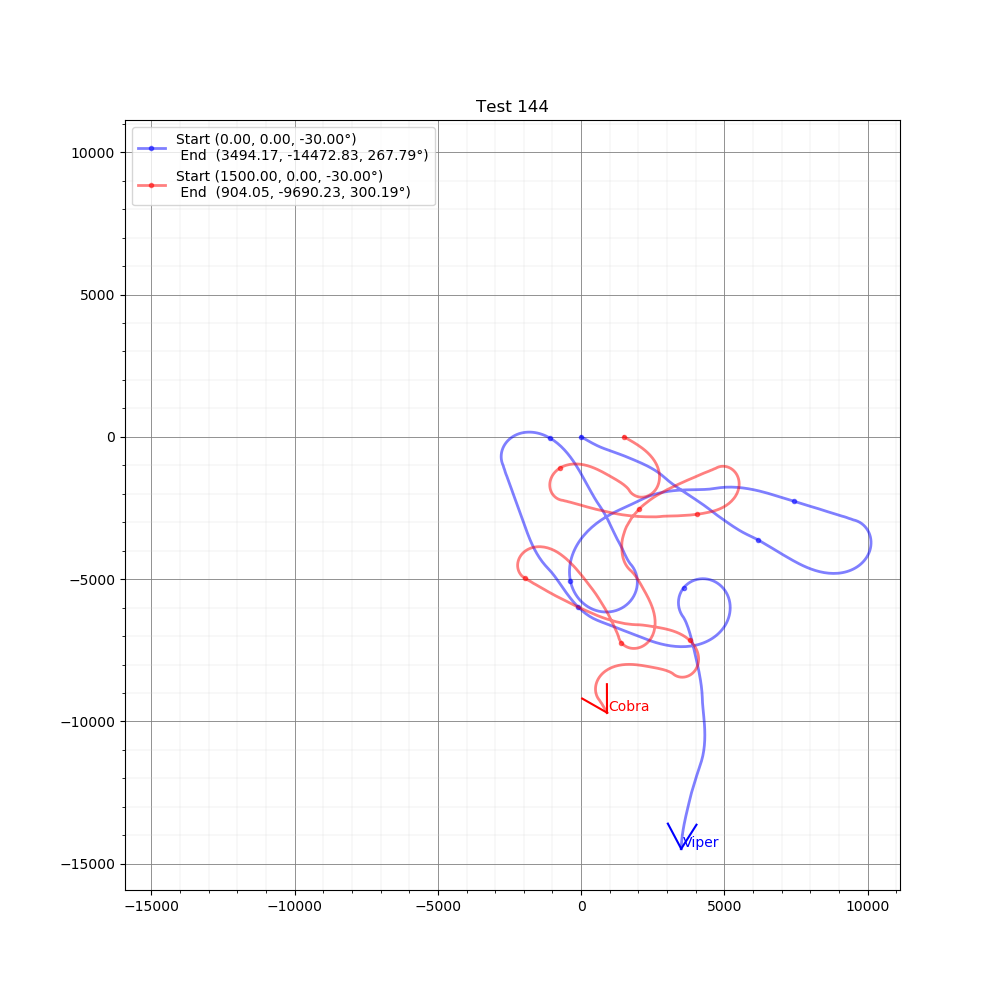 Test 144
Start (0.00, 0.00, -30.00°)
End  (3494.17, -14472.83, 267.79°)
Start (1500.00, 0.00, -30.00°)
End  (904.05, -9690.23, 300.19°)
10000
5000
0
−5000
−10000
−15000
Cobra
Viper
−15000
−10000
−5000
0
5000
10000